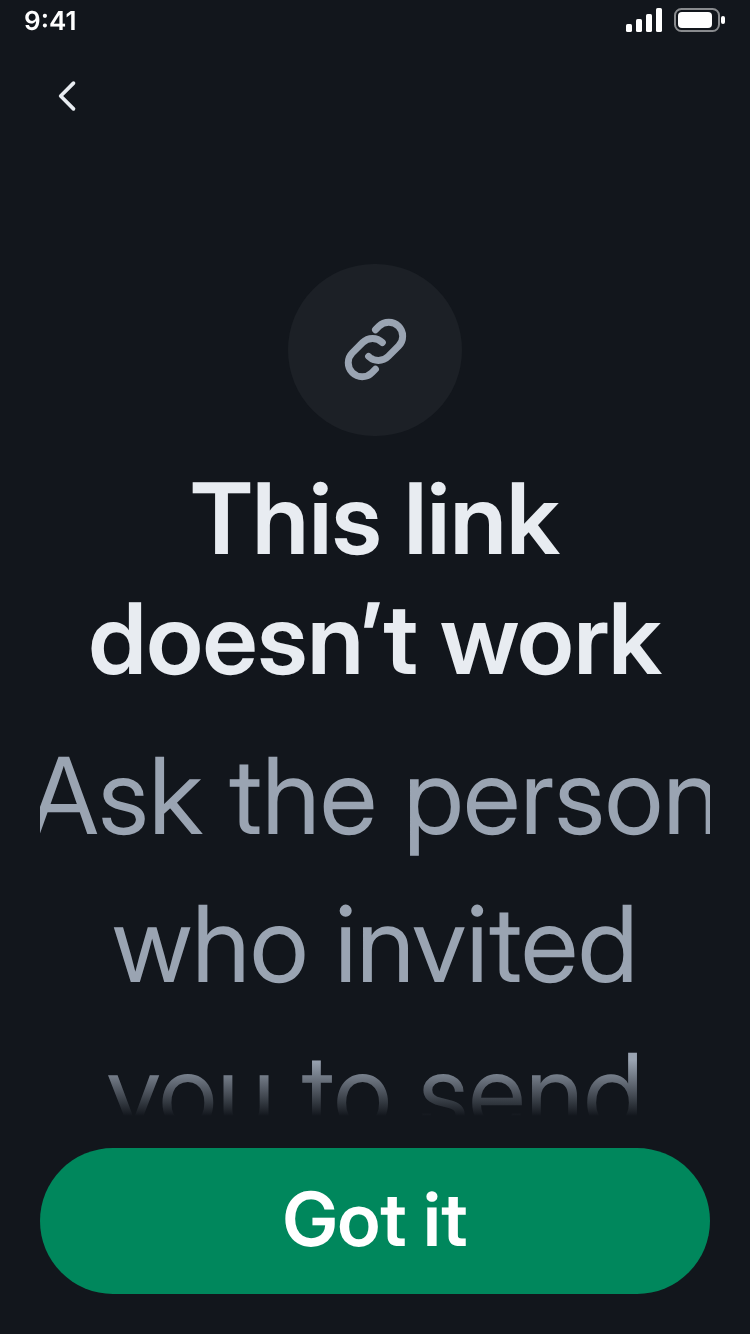 9:41
This link
doesn’t work
Ask the person
who invited
you to send
Got it